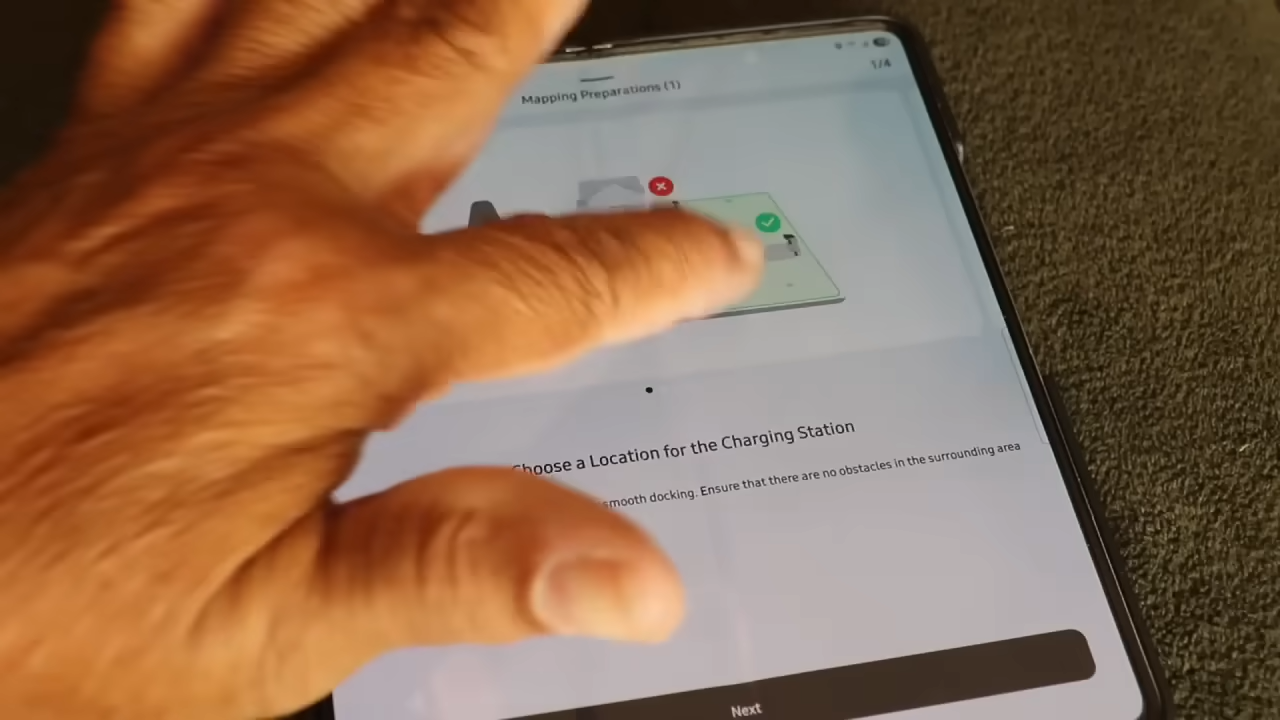 1/4
Mapping Preparations (1)
Choose a Location for the Charging Station
smooth docking. Ensure that there are no obstacles in the surrounding area
Next